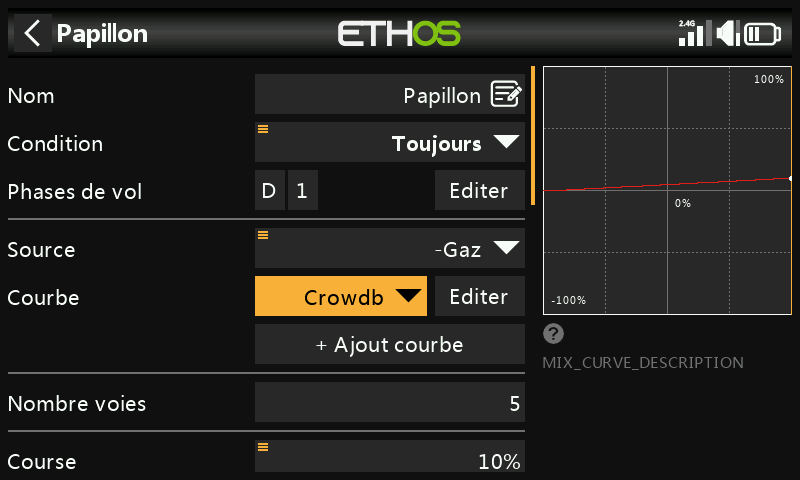 Papillon
ETHOS
2.4G
Nom
Papillon
Condition
Toujours
Phases de vol
D
1
Editer
Source
-Gaz
Courbe
Crowdb
Editer
+ Ajout courbe
Nombre voies
5
Course
10%
100%
0%
-100%
?
MIX_CURVE_DESCRIPTION